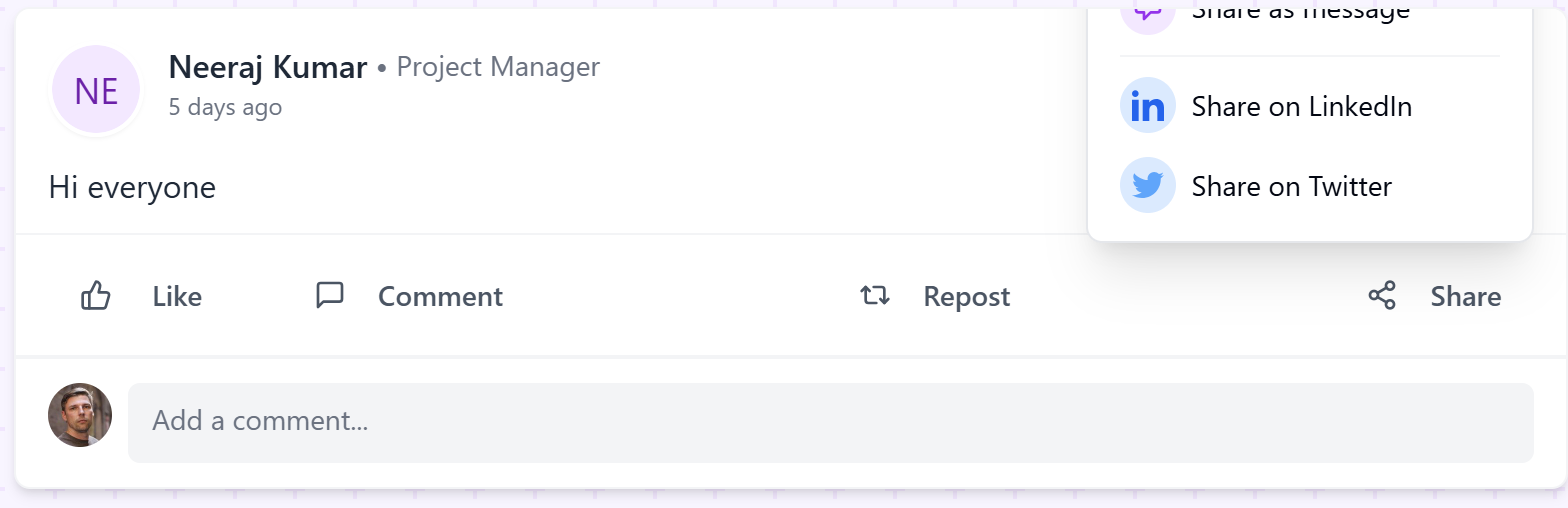 Share as message
NE
Neeraj Kumar • Project Manager
5 days ago
Share on LinkedIn
Hi everyone
Share on Twitter
Like
Comment
Repost
Share
Add a comment...